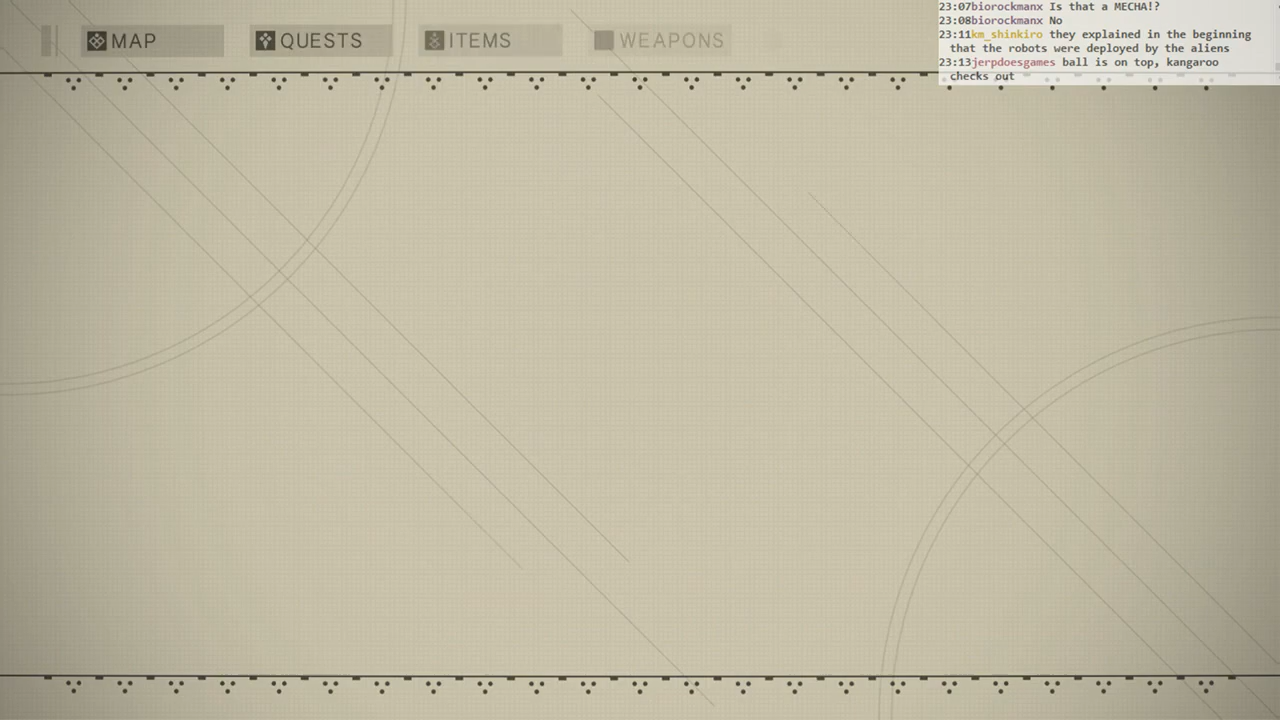 MAP QUESTS ITEMS WEAPONS
23:07biorockmanx Is that a MECHA!?
23:08biorockmanx No
23:11km_shinkiro they explained in the beginning
that the robots were deployed by the aliens
23:13jerpdoesgames ball is on top, kangaroo
checks out